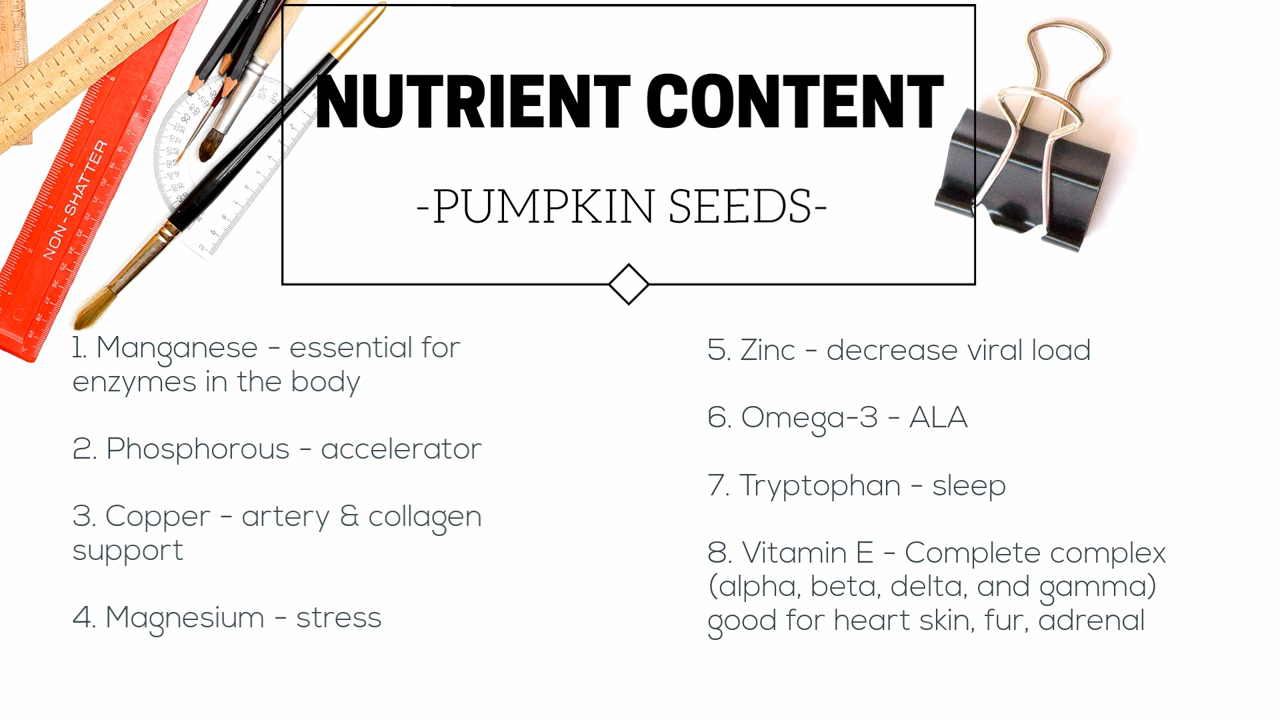 NUTRIENT CONTENT
-PUMPKIN SEEDS-
1. Manganese - essential for
enzymes in the body
2. Phosphorous - accelerator
3. Copper - artery & collagen
support
4. Magnesium - stress
5. Zinc - decrease viral load
6. Omega-3 - ALA
7. Tryptophan - sleep
8. Vitamin E - Complete complex
(alpha, beta, delta, and gamma)
good for heart skin, fur, adrenal
NON-SHATTER